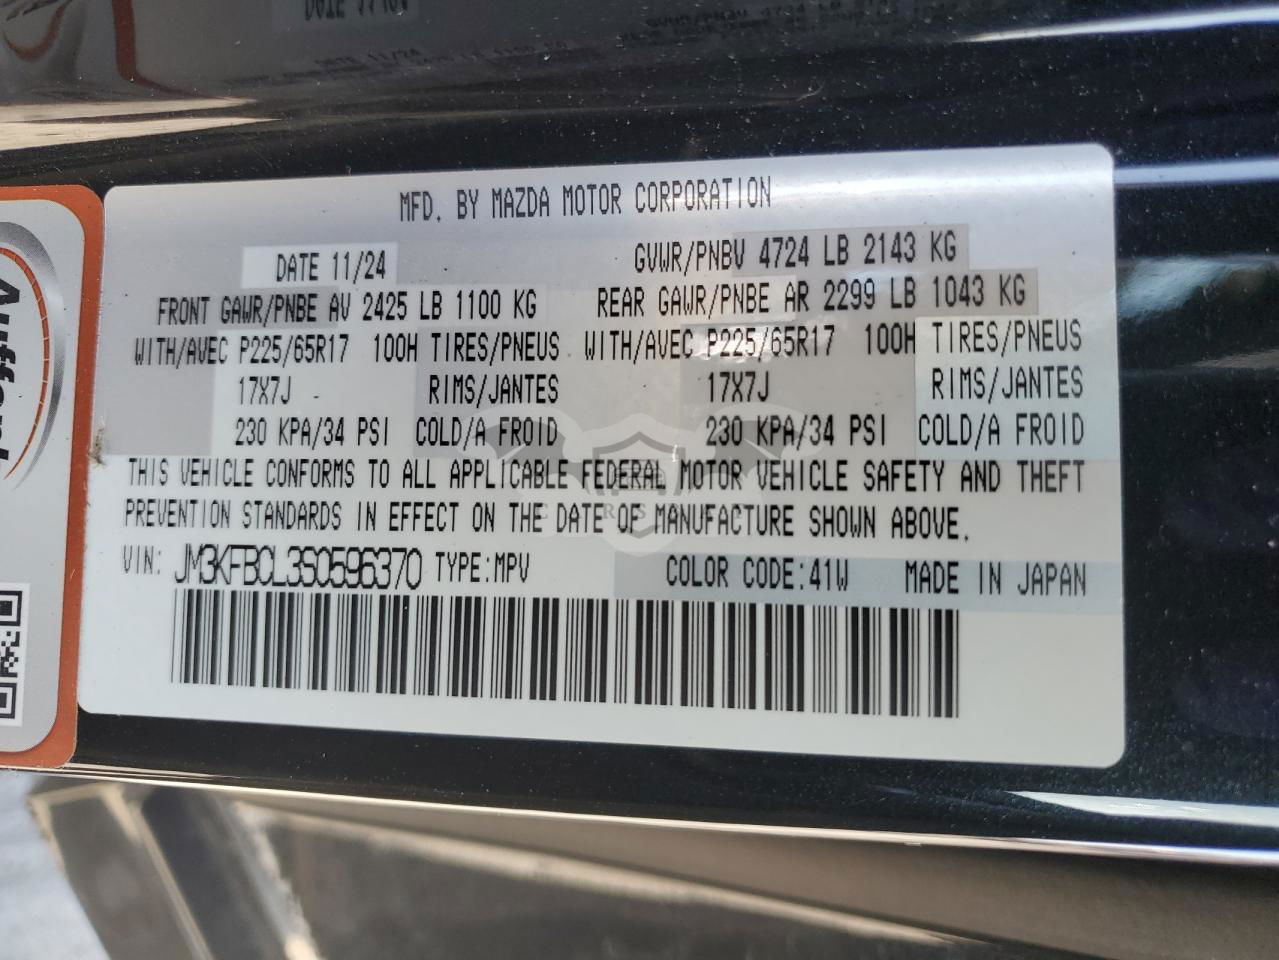 MFD. BY MAZDA MOTOR CORPORATION
DATE 11/24
GVWR/PNBV 4724 LB 2143 KG
FRONT GAWR/PNBE AV 2425 LB 1100 KG
REAR GAWR/PNBE AR 2299 LB 1043 KG
WITH/AVEC P225/65R17 100H TIRES/PNEUS
WITH/AVEC P225/65R17 100H TIRES/PNEUS
17X7J RIMS/JANTES
17X7J RIMS/JANTES
230 KPA/34 PSI COLD/A FROID
230 KPA/34 PSI COLD/A FROID
THIS VEHICLE CONFORMS TO ALL APPLICABLE FEDERAL MOTOR VEHICLE SAFETY AND THEFT
PREVENTION STANDARDS IN EFFECT ON THE DATE OF MANUFACTURE SHOWN ABOVE.
VIN: JM3KFBCL3S0596370 TYPE:MPV COLOR CODE:41W MADE IN JAPAN